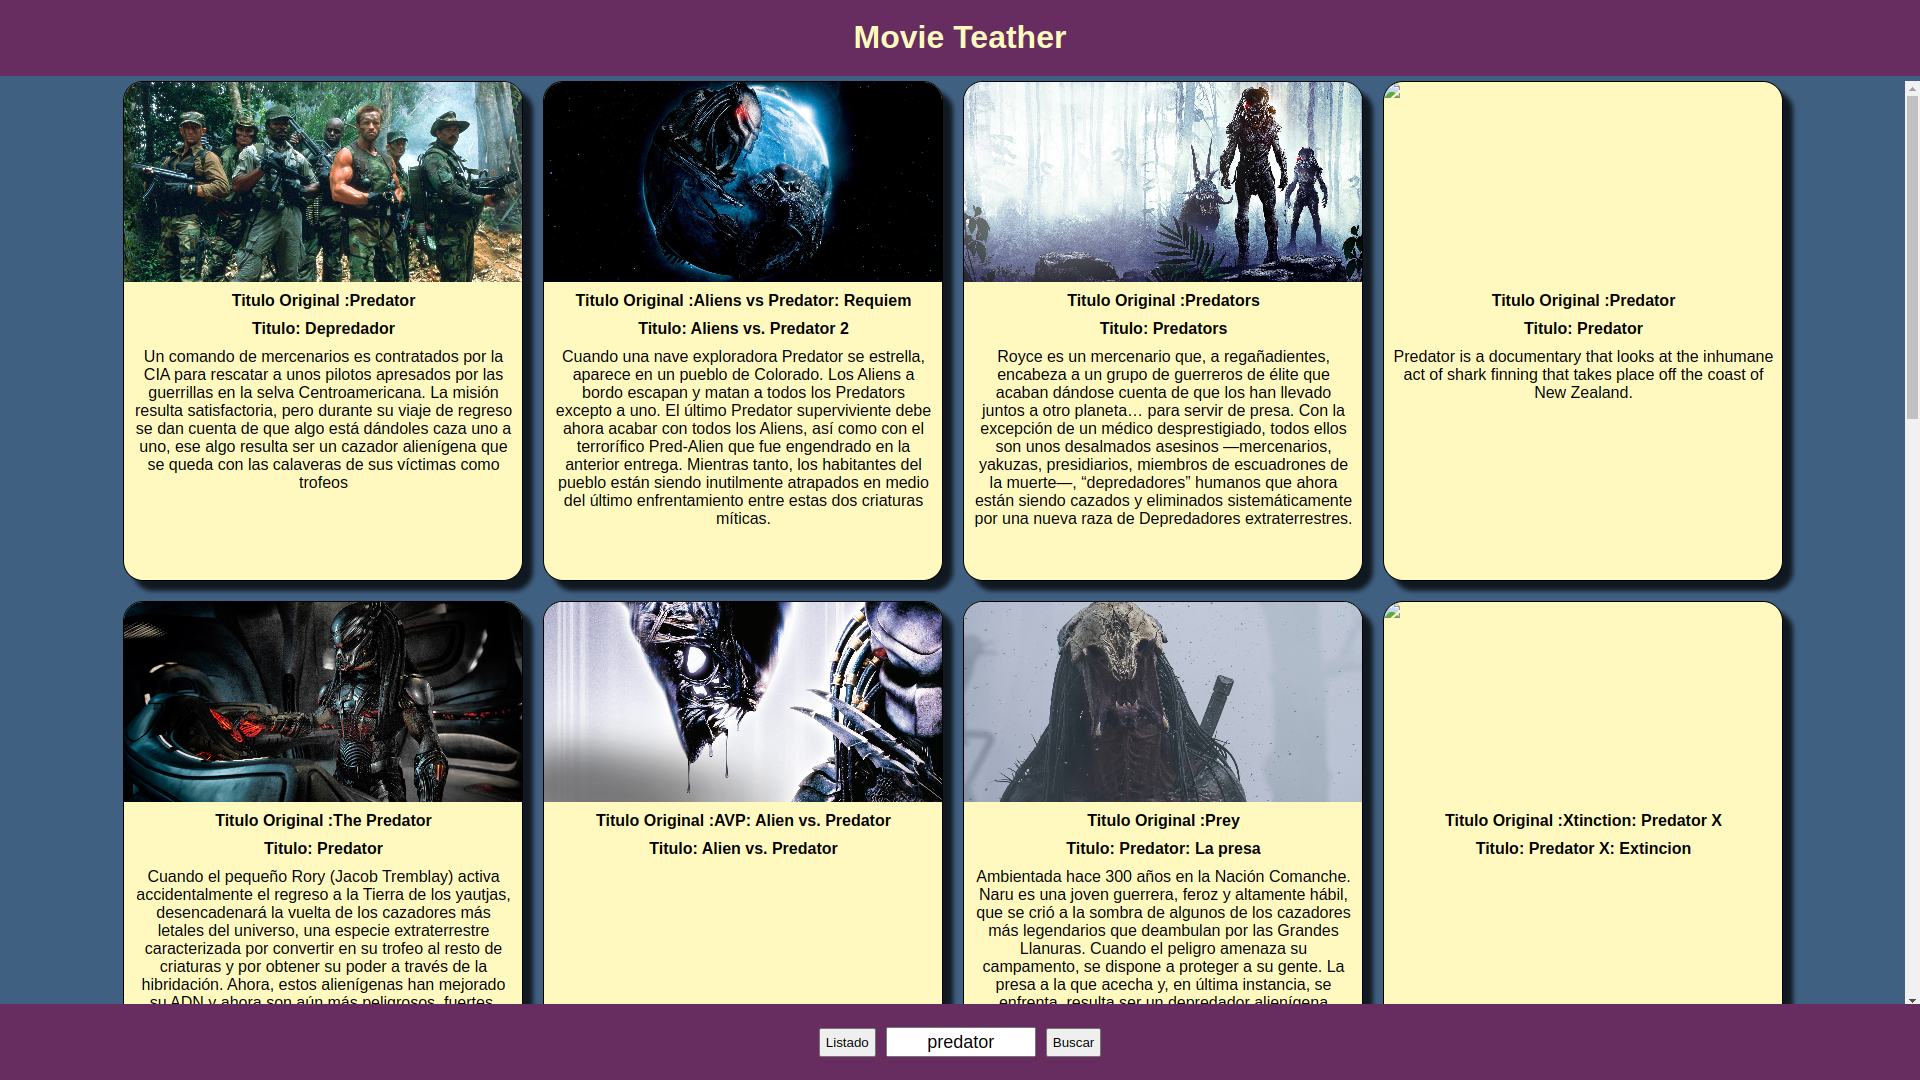 Movie Teather
Titulo Original :Predator
Titulo: Depredador
Un comando de mercenarios es contratados por la
CIA para rescatar a unos pilotos apresados por las
guerrillas en la selva Centroamericana. La misión
resulta satisfactoria, pero durante su viaje de regreso
se dan cuenta de que algo está dándoles caza uno a
uno, ese algo resulta ser un cazador alienígena que
se queda con las calaveras de sus víctimas como
trofeos
Titulo Original :Aliens vs Predator: Requiem
Titulo: Aliens vs. Predator 2
Cuando una nave exploradora Predator se estrella,
aparece en un pueblo de Colorado. Los Aliens a
bordo escapan y matan a todos los Predators
excepto a uno. El último Predator superviviente debe
ahora acabar con todos los Aliens, así como con el
terrorífico Pred-Alien que fue engendrado en la
anterior entrega. Mientras tanto, los habitantes del
pueblo están siendo inutilmente atrapados en medio
del último enfrentamiento entre estas dos criaturas
míticas.
Titulo Original :Predators
Titulo: Predators
Royce es un mercenario que, a regañadientes,
encabeza a un grupo de guerreros de élite que
acaban dándose cuenta de que los han llevado
juntos a otro planeta… para servir de presa. Con la
excepción de un médico desprestigiado, todos ellos
son unos desalmados asesinos —mercenarios,
yakuzas, presidiarios, miembros de escuadrones de
la muerte—, “depredadores” humanos que ahora
están siendo cazados y eliminados sistemáticamente
por una nueva raza de Depredadores extraterrestres.
Titulo Original :Predator
Titulo: Predator
Predator is a documentary that looks at the inhumane
act of shark finning that takes place off the coast of
New Zealand.
Titulo Original :The Predator
Titulo: Predator
Cuando el pequeño Rory (Jacob Tremblay) activa
accidentalmente el regreso a la Tierra de los yautjas,
desencadenará la vuelta de los cazadores más
letales del universo, una especie extraterrestre
caracterizada por convertir en su trofeo al resto de
criaturas y por obtener su poder a través de la
hibridación. Ahora, estos alienígenas han mejorado
su ADN y ahora son aún más peligrosos, fuertes,
Titulo Original :AVP: Alien vs. Predator
Titulo: Alien vs. Predator
Titulo Original :Prey
Titulo: Predator: La presa
Ambientada hace 300 años en la Nación Comanche.
Naru es una joven guerrera, feroz y altamente hábil,
que se crió a la sombra de algunos de los cazadores
más legendarios que deambulan por las Grandes
Llanuras. Cuando el peligro amenaza su
campamento, se dispone a proteger a su gente. La
presa a la que acecha y, en última instancia, se
enfrenta, resulta ser un depredador alienígena
Titulo Original :Xtinction: Predator X
Titulo: Predator X: Extincion
Listado
predator
Buscar